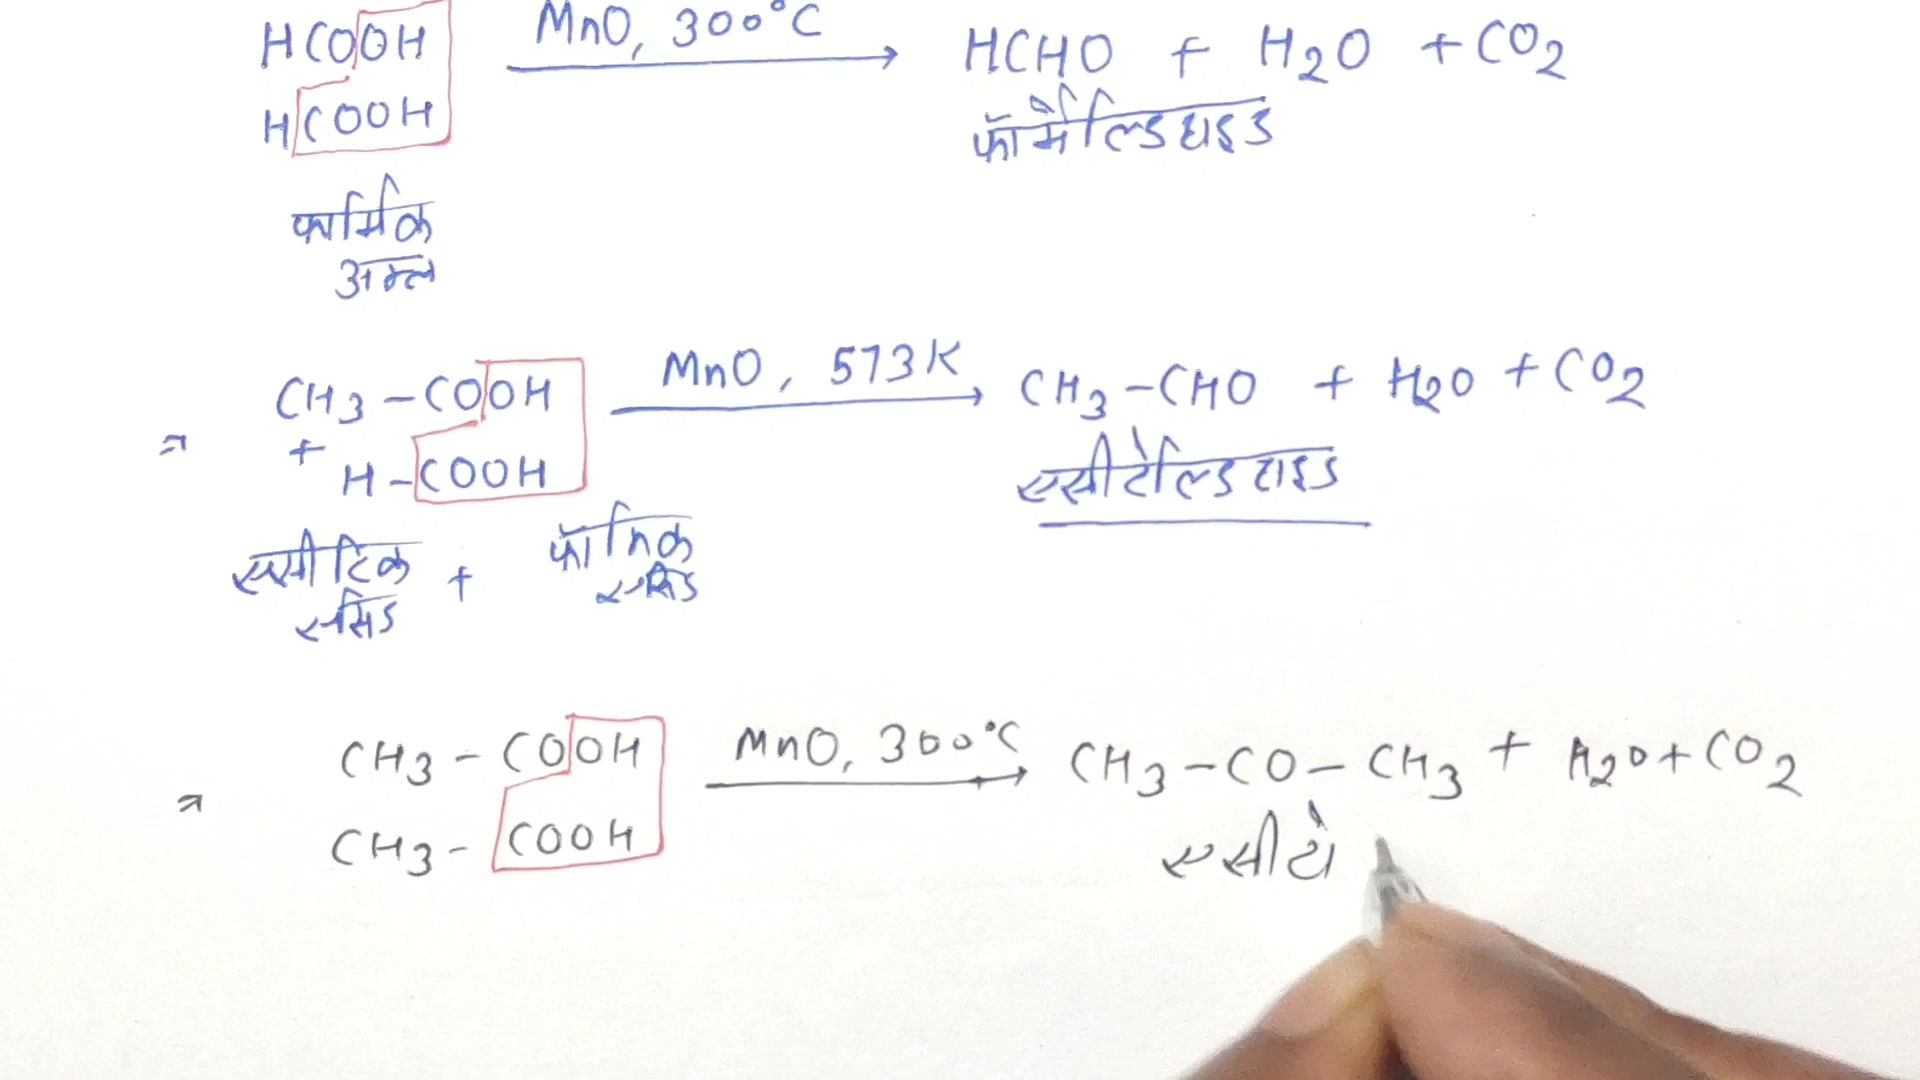 HCOOH MnO, 300°C HCHO + H2O + CO2
HCOOH फॉर्मेल्डिहाइड
फार्मिक
अम्ल
CH3-COOH MnO, 573K CH3-CHO + H2O + CO2
+
H-COOH एसीटेल्डिहाइड
एसीटिक + फॉर्मिक
एसिड एसिड
CH3-COOH MnO, 300°C CH3-CO-CH3 + H2O + CO2
CH3-COOH एसीटो